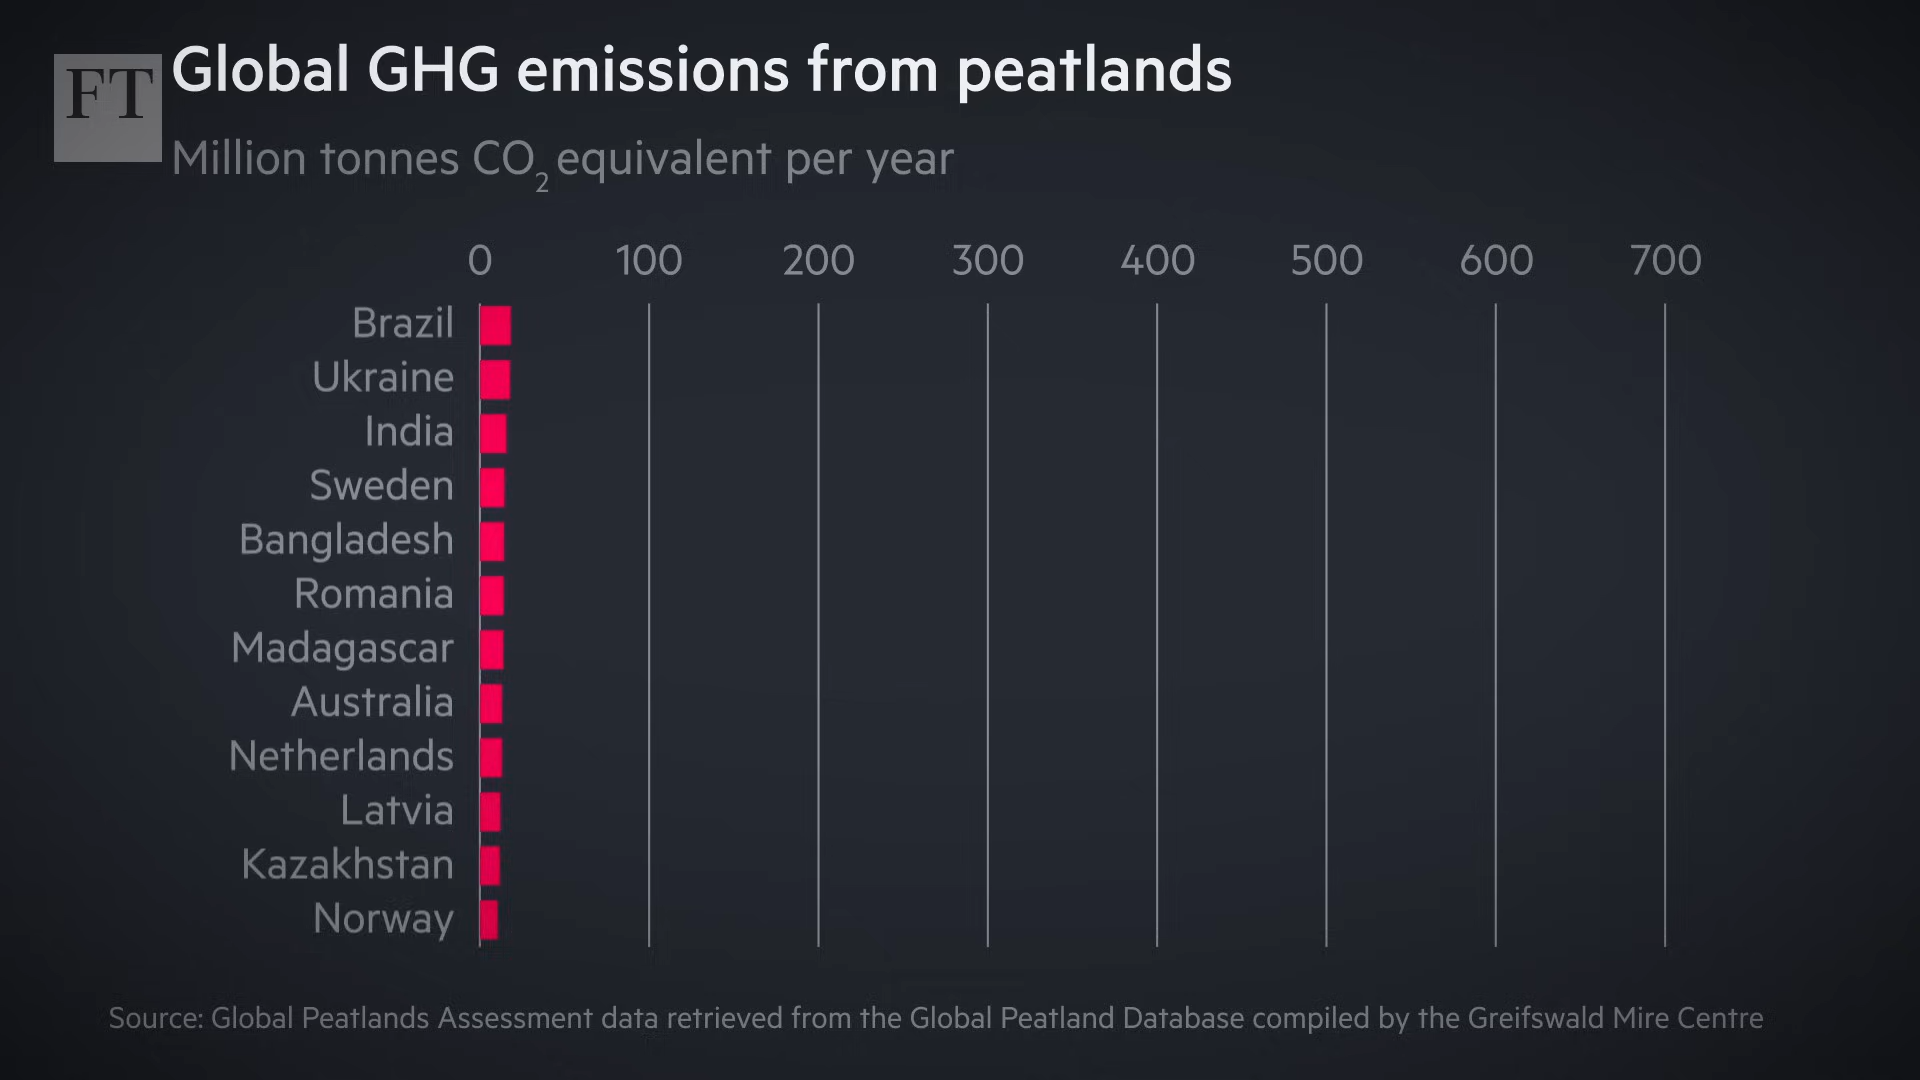 FT
Global GHG emissions from peatlands
Million tonnes CO₂ equivalent per year
0 100 200 300 400 500 600 700
Brazil
Ukraine
India
Sweden
Bangladesh
Romania
Madagascar
Australia
Netherlands
Latvia
Kazakhstan
Norway
Source: Global Peatlands Assessment data retrieved from the Global Peatland Database compiled by the Greifswald Mire Centre